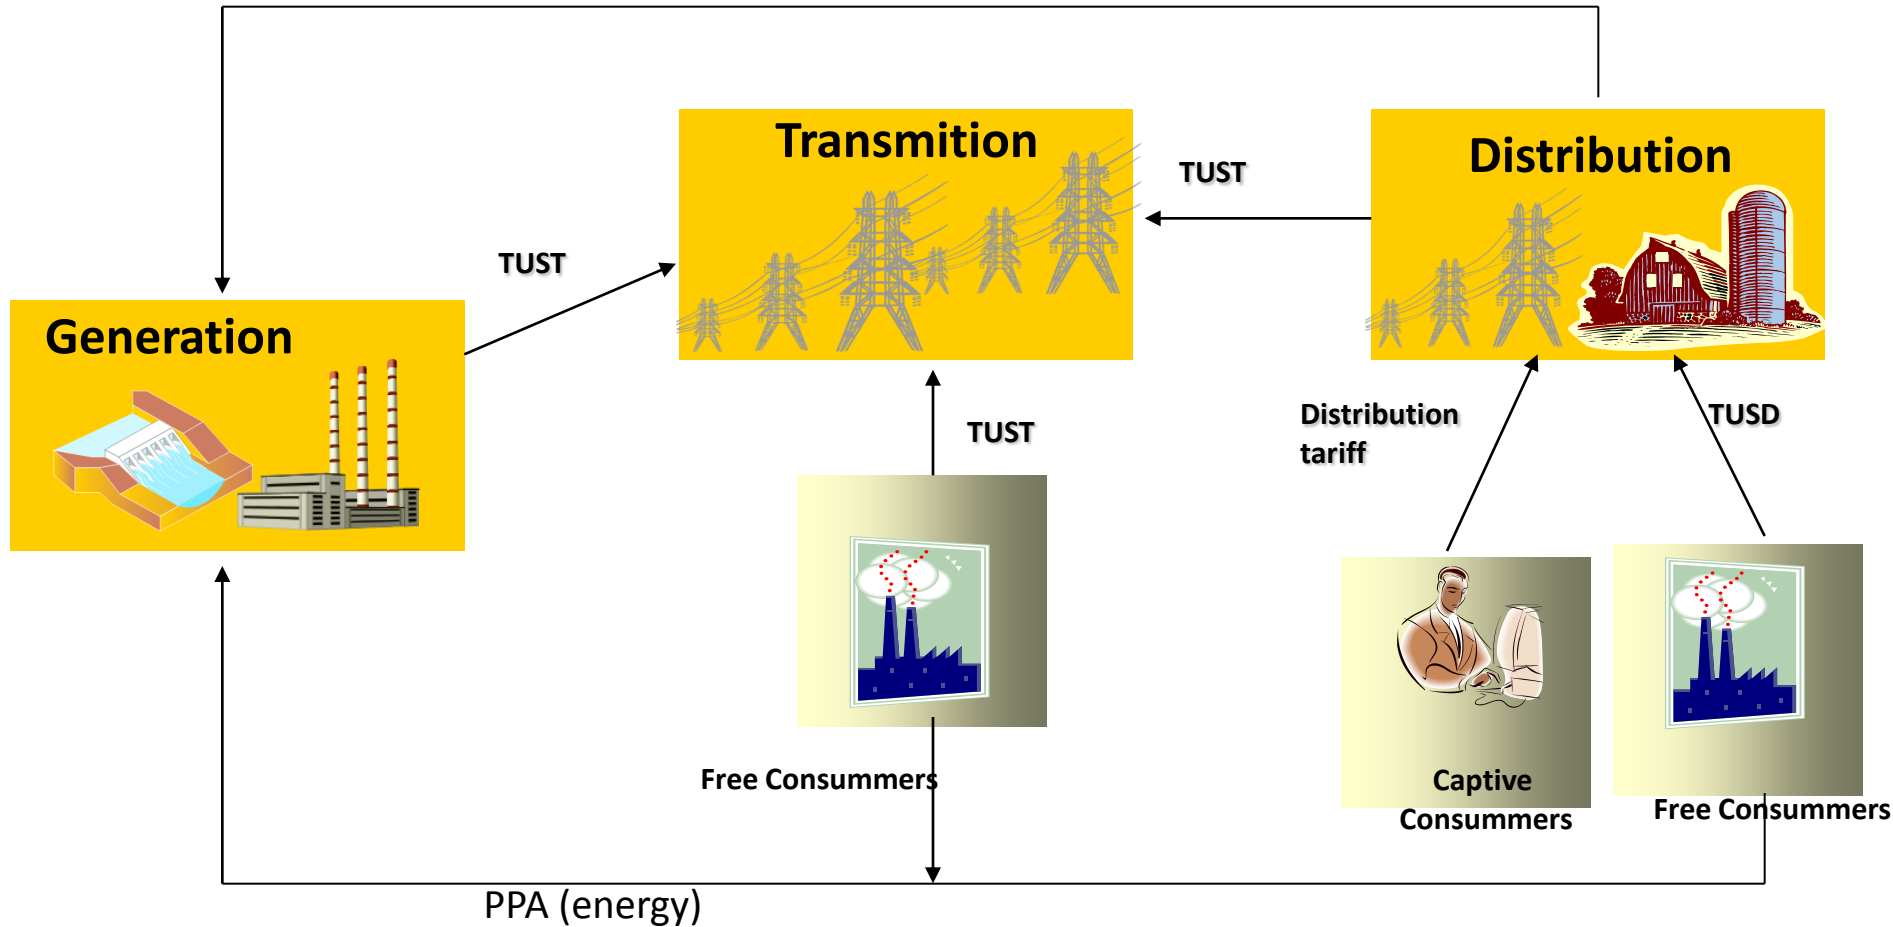 Transmition
Distribution
TUST
TUST
Generation
TUST
Distribution
tariff
TUSD
Free Consummers
Captive
Consummers
Free Consummers
PPA (energy)